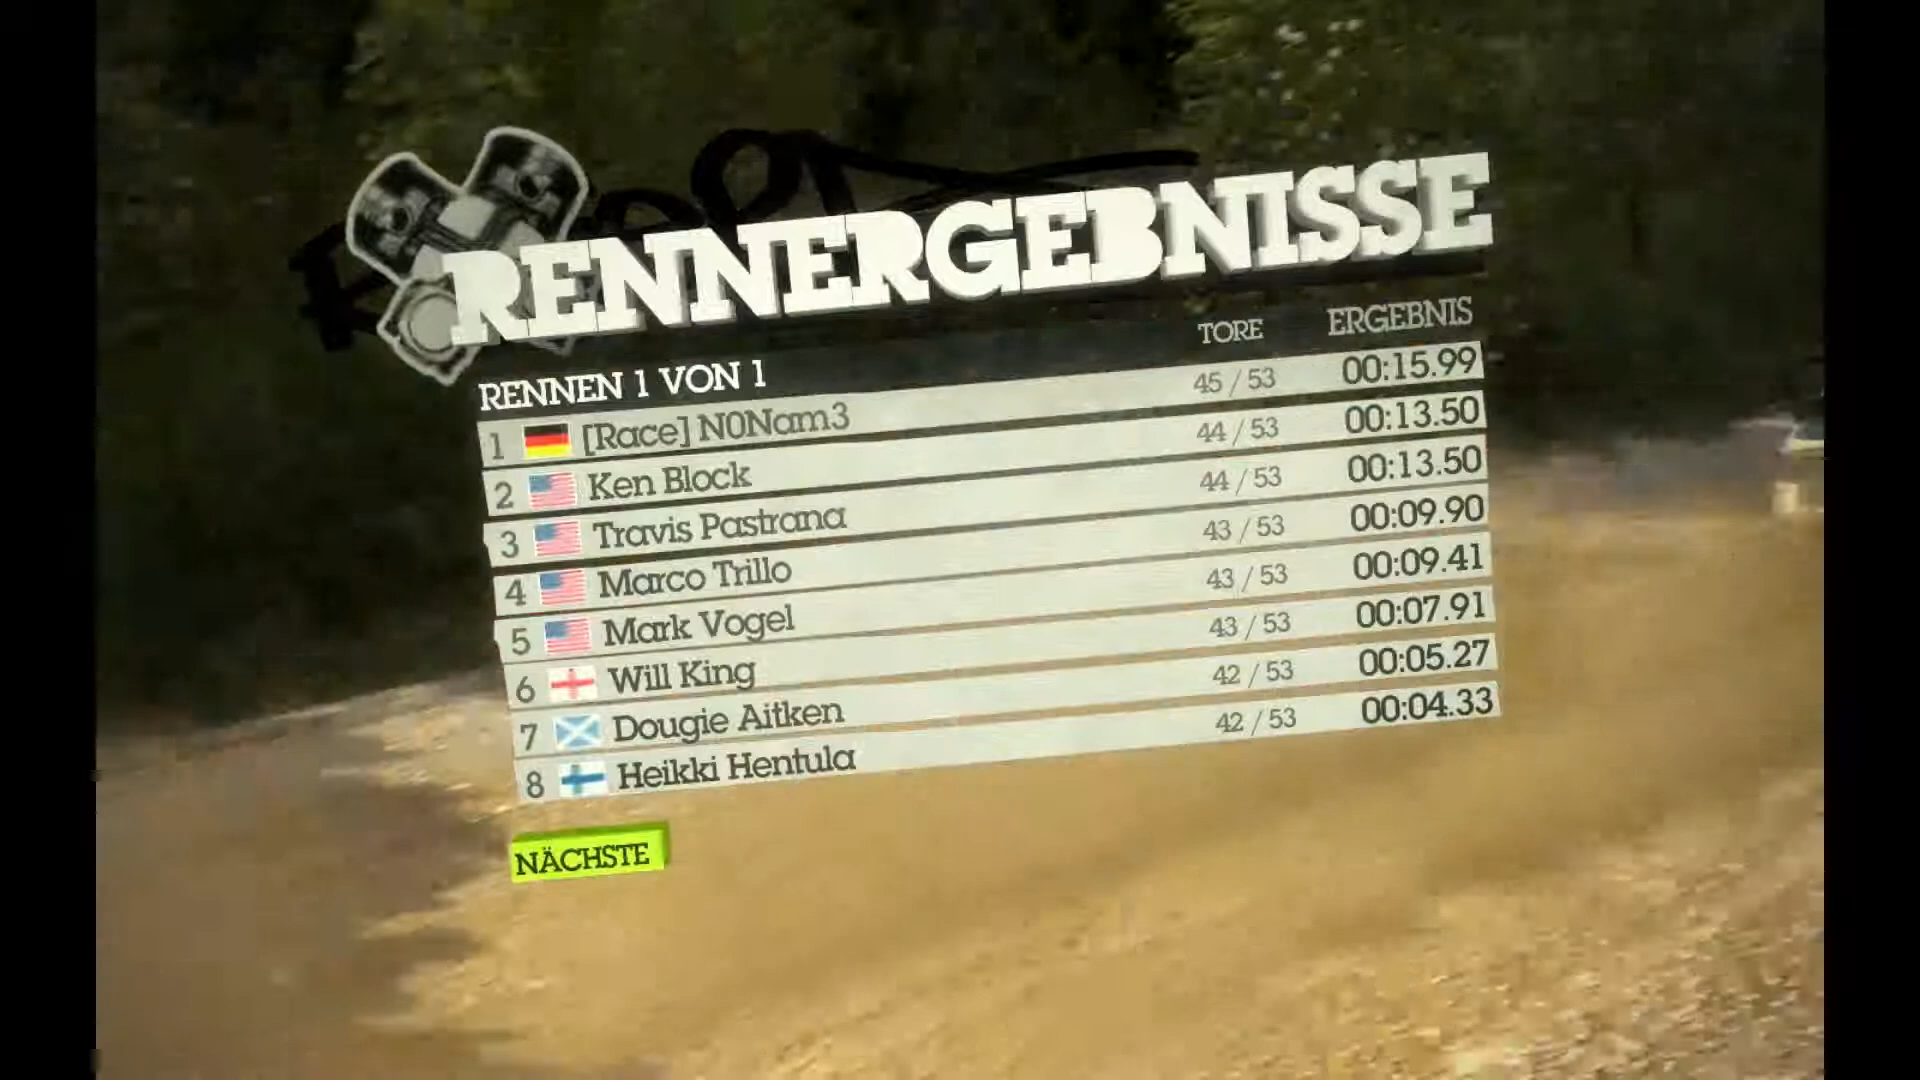 RENNERGEBNISSE
RENNEN 1 VON 1 TORE ERGEBNIS
1 [Race] N0Nam3 45 / 53 00:15.99
2 Ken Block 44 / 53 00:13.50
3 Travis Pastrana 44 / 53 00:13.50
4 Marco Trillo 43 / 53 00:09.90
5 Mark Vogel 43 / 53 00:09.41
6 Will King 43 / 53 00:07.91
7 Dougie Aitken 42 / 53 00:05.27
8 Heikki Hentula 42 / 53 00:04.33
NÄCHSTE